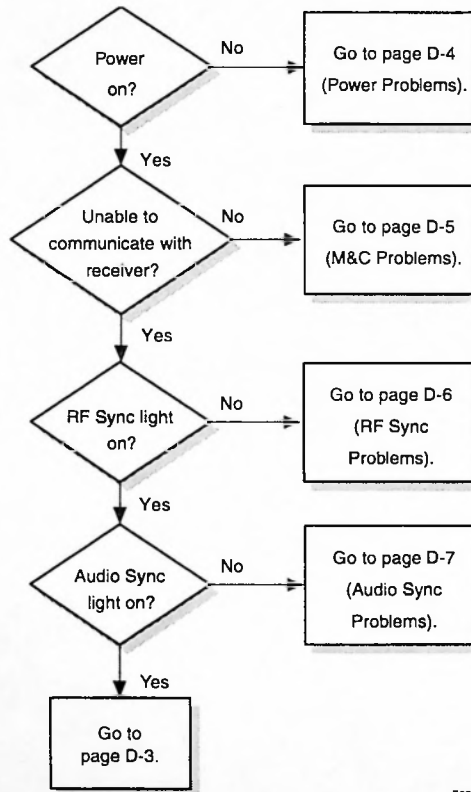 Power
on?
No
Go to page D-4
(Power Problems).
Yes
Unable to
communicate with
receiver?
No
Go to page D-5
(M&C Problems).
Yes
RF Sync light
on?
No
Go to page D-6
(RF Sync
Problems).
Yes
Audio Sync
light on?
No
Go to page D-7
(Audio Sync
Problems).
Yes
Go to
page D-3.